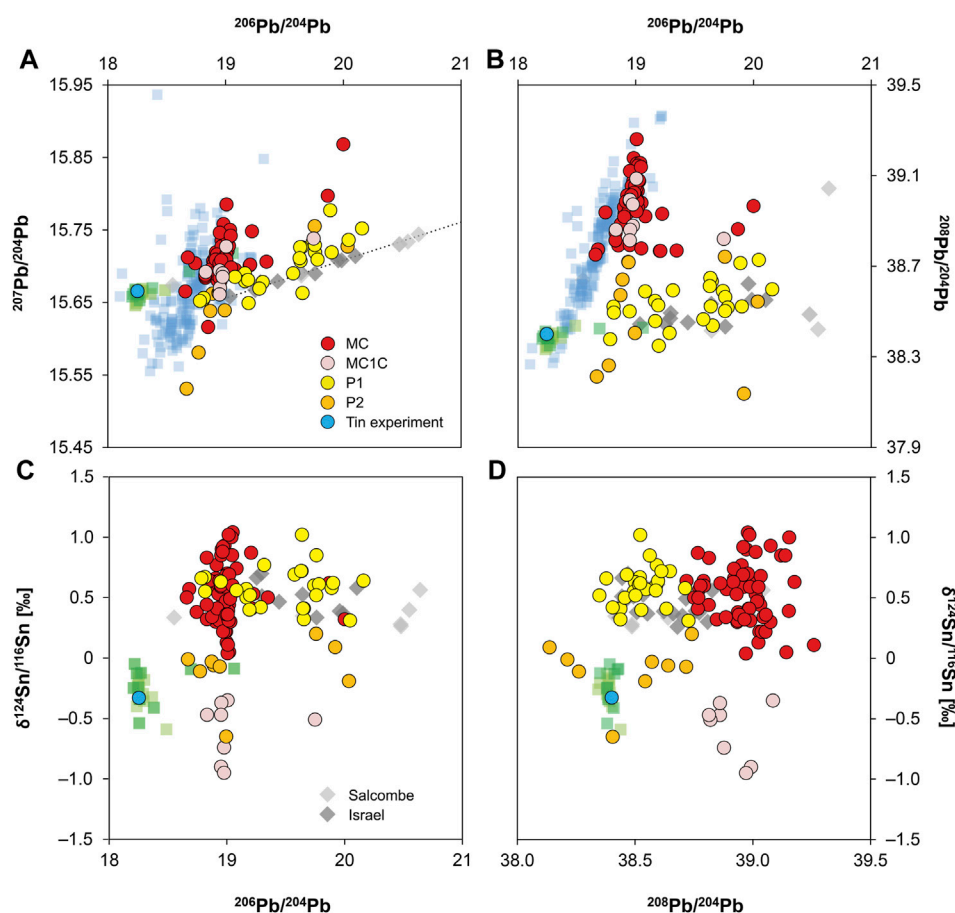 ²⁰⁶Pb/²⁰⁴Pb
²⁰⁶Pb/²⁰⁴Pb
A
18 19 20 21
B
18 19 20 21
15.95
15.85
15.75
15.65
15.55
15.45
²⁰⁷Pb/²⁰⁴Pb
MC
MC1C
P1
P2
Tin experiment
39.5
39.1
38.7
38.3
37.9
²⁰⁸Pb/²⁰⁴Pb
C
1.5
1.0
0.5
0
–0.5
–1.0
–1.5
δ¹²⁴Sn/¹¹⁶Sn [‰]
Salcombe
Israel
18 19 20 21
²⁰⁶Pb/²⁰⁴Pb
D
1.5
1.0
0.5
0
–0.5
–1.0
–1.5
δ¹²⁴Sn/¹¹⁶Sn [‰]
38.0 38.5 39.0 39.5
²⁰⁸Pb/²⁰⁴Pb